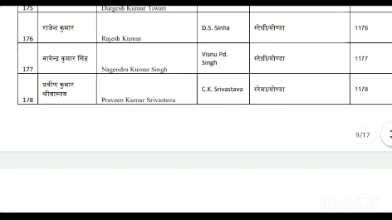 175 Durgesh Kumar Tiwari
राजेश कुमार D.S. Sinha स्टेशी/गोण्डा 1176
176 Rajesh Kumar
नागेन्द्र कुमार सिंह Visnu Pd. स्टेशी/गोण्डा 1177
Singh
177 Nagendra Kumar Singh
प्रवीण कुमार C.K. Srivastava स्टेमा/गोण्डा 1178
श्रीवास्तव
178 Praveen Kumar Srivastava
9/17